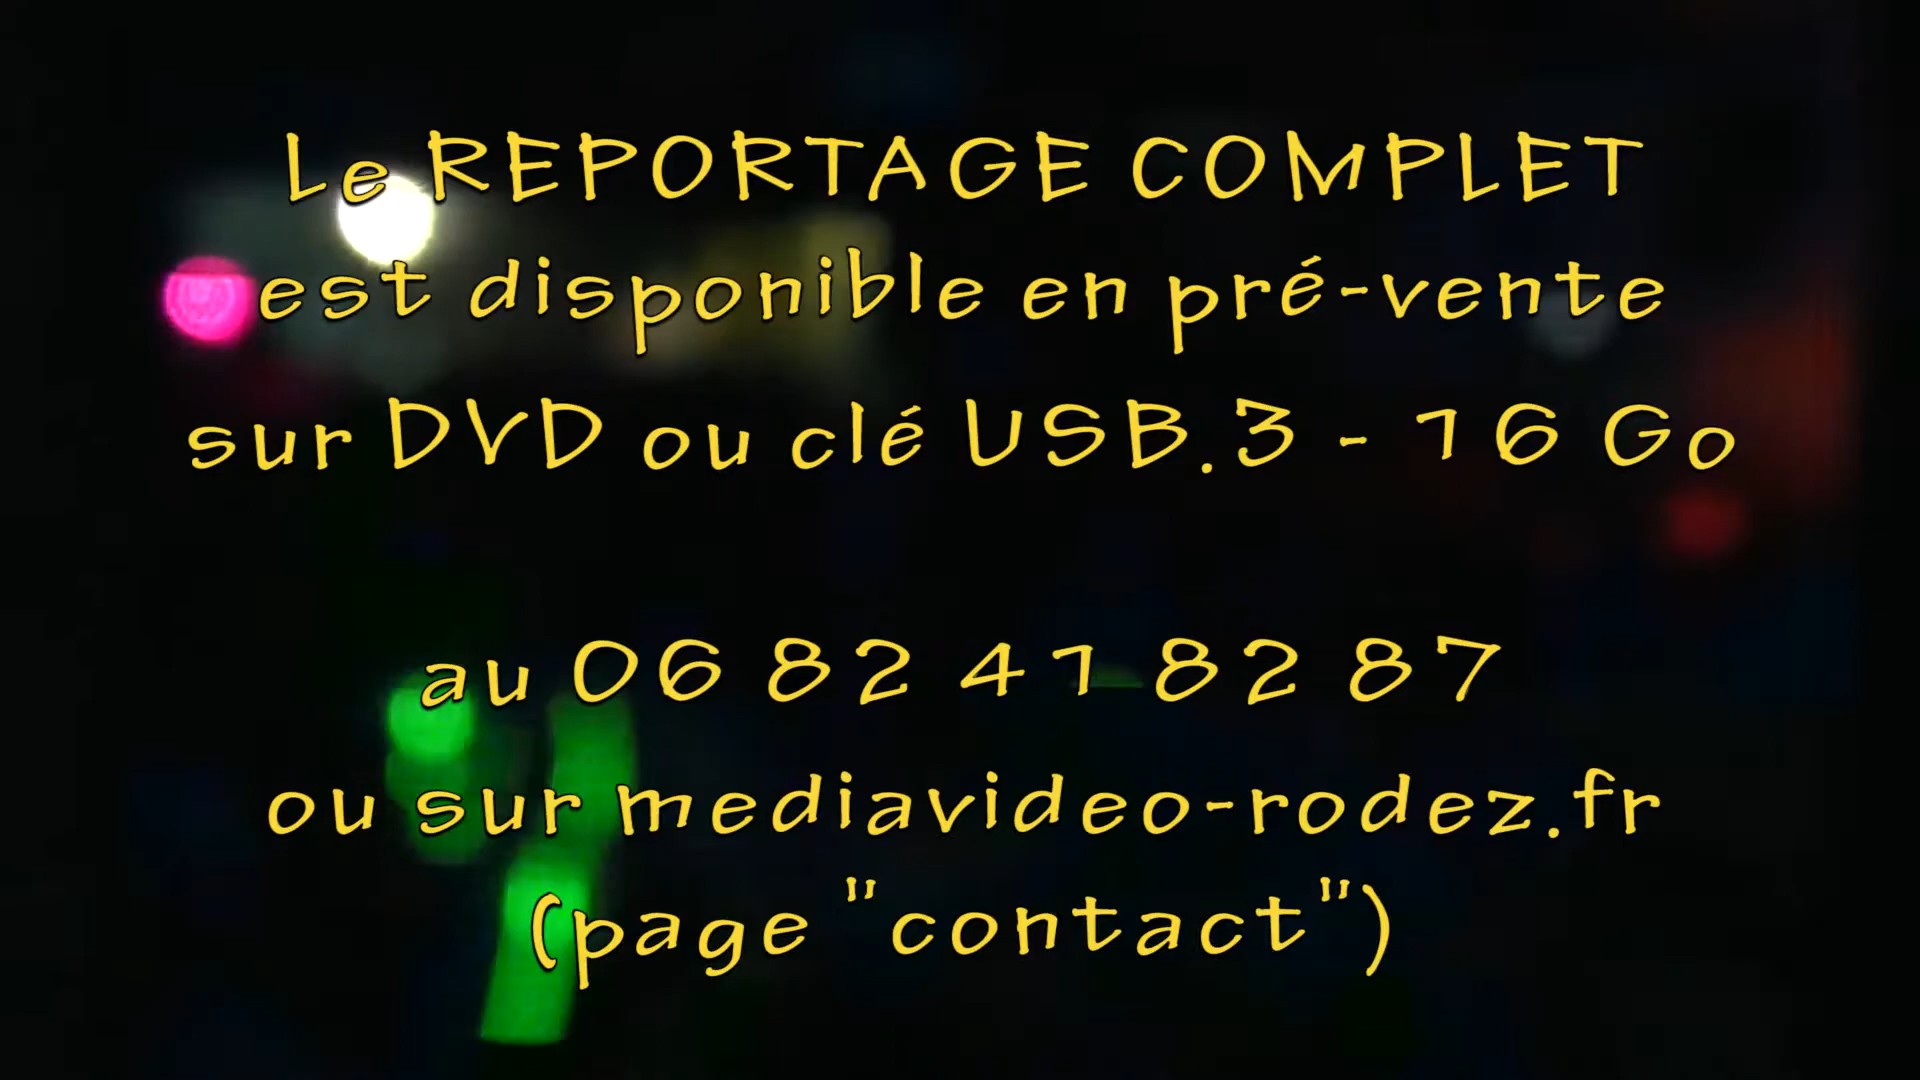 Le REPORTAGE COMPLET
est disponible en pré-vente
sur DVD ou clé USB.3 - 16 Go
au 06 82 41 82 87
ou sur mediavideo-rodez.fr
(page "contact")